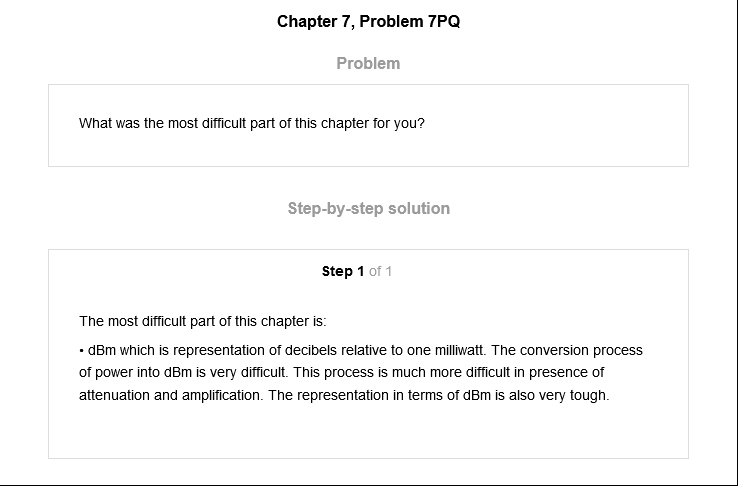 Chapter 7, Problem 7PQ
Problem
What was the most difficult part of this chapter for you?
Step-by-step solution
Step 1 of 1
The most difficult part of this chapter is:
• dBm which is representation of decibels relative to one milliwatt. The conversion process
of power into dBm is very difficult. This process is much more difficult in presence of
attenuation and amplification. The representation in terms of dBm is also very tough.